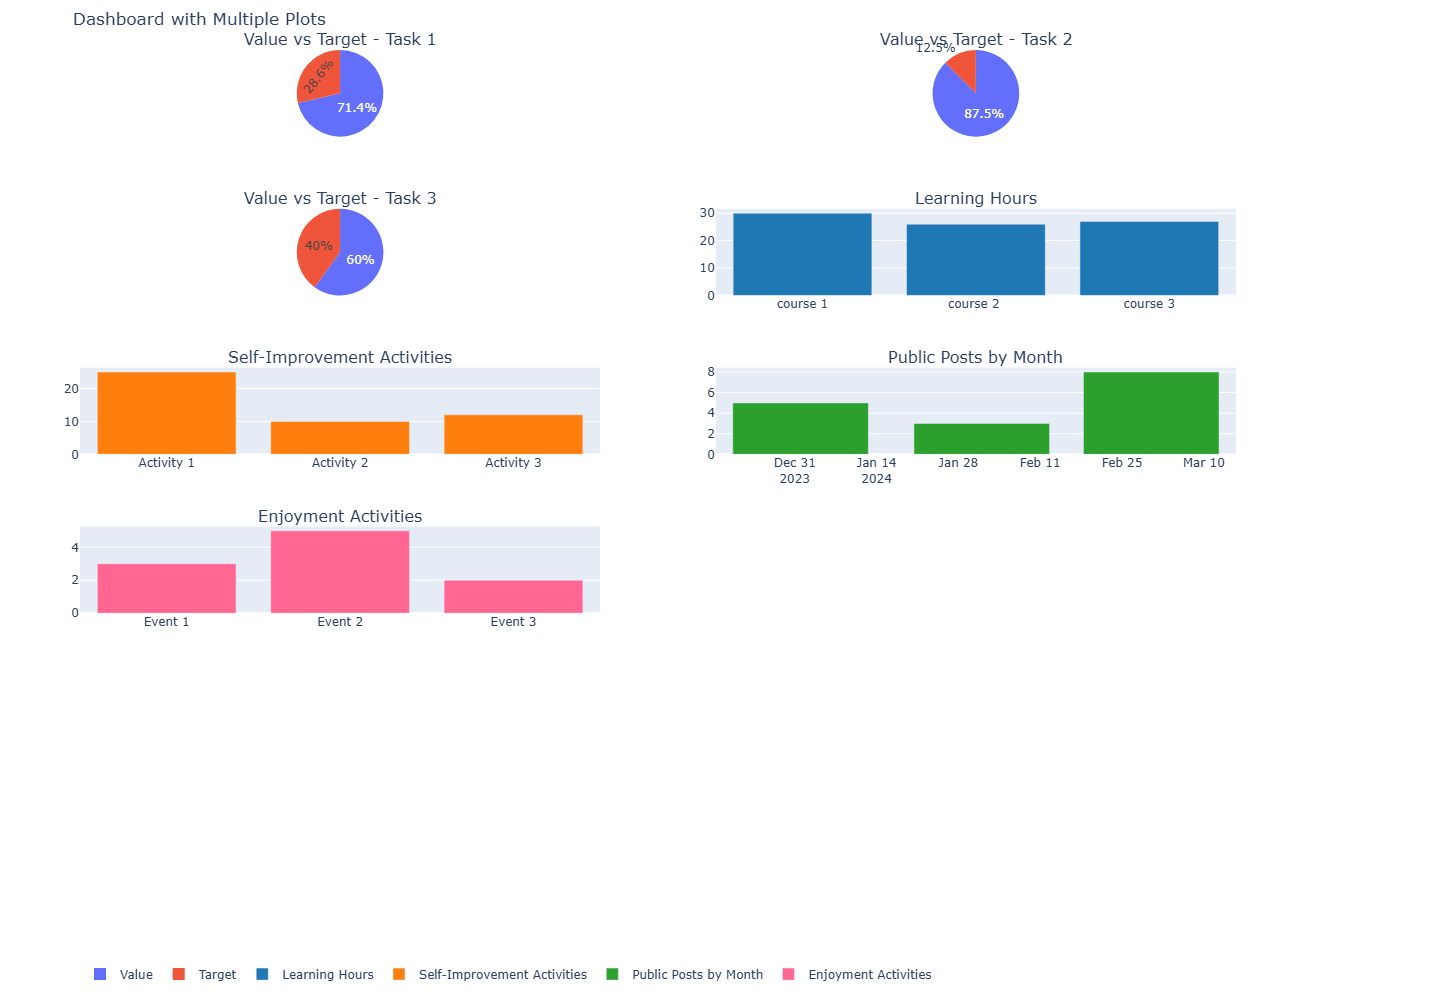 Dashboard with Multiple Plots
Value vs Target - Task 1
28.6%
71.4%
Value vs Target - Task 2
12.5%
87.5%
Value vs Target - Task 3
40%
60%
Learning Hours
30
20
10
0
course 1 course 2 course 3
Self-Improvement Activities
20
10
0
Activity 1 Activity 2 Activity 3
Public Posts by Month
8
6
4
2
0
Dec 31 Jan 14 Jan 28 Feb 11 Feb 25 Mar 10
2023 2024
Enjoyment Activities
4
2
0
Event 1 Event 2 Event 3
Value Target Learning Hours Self-Improvement Activities Public Posts by Month Enjoyment Activities